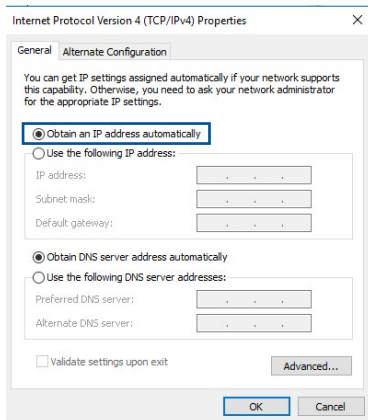 Internet Protocol Version 4 (TCP/IPv4) Properties
General
Alternate Configuration
You can get IP settings assigned automatically if your network supports
this capability. Otherwise, you need to ask your network administrator
for the appropriate IP settings.
Obtain an IP address automatically
Use the following IP address:
IP address:
Subnet mask:
Default gateway:
Obtain DNS server address automatically
Use the following DNS server addresses:
Preferred DNS server:
Alternate DNS server:
Validate settings upon exit
Advanced...
OK
Cancel